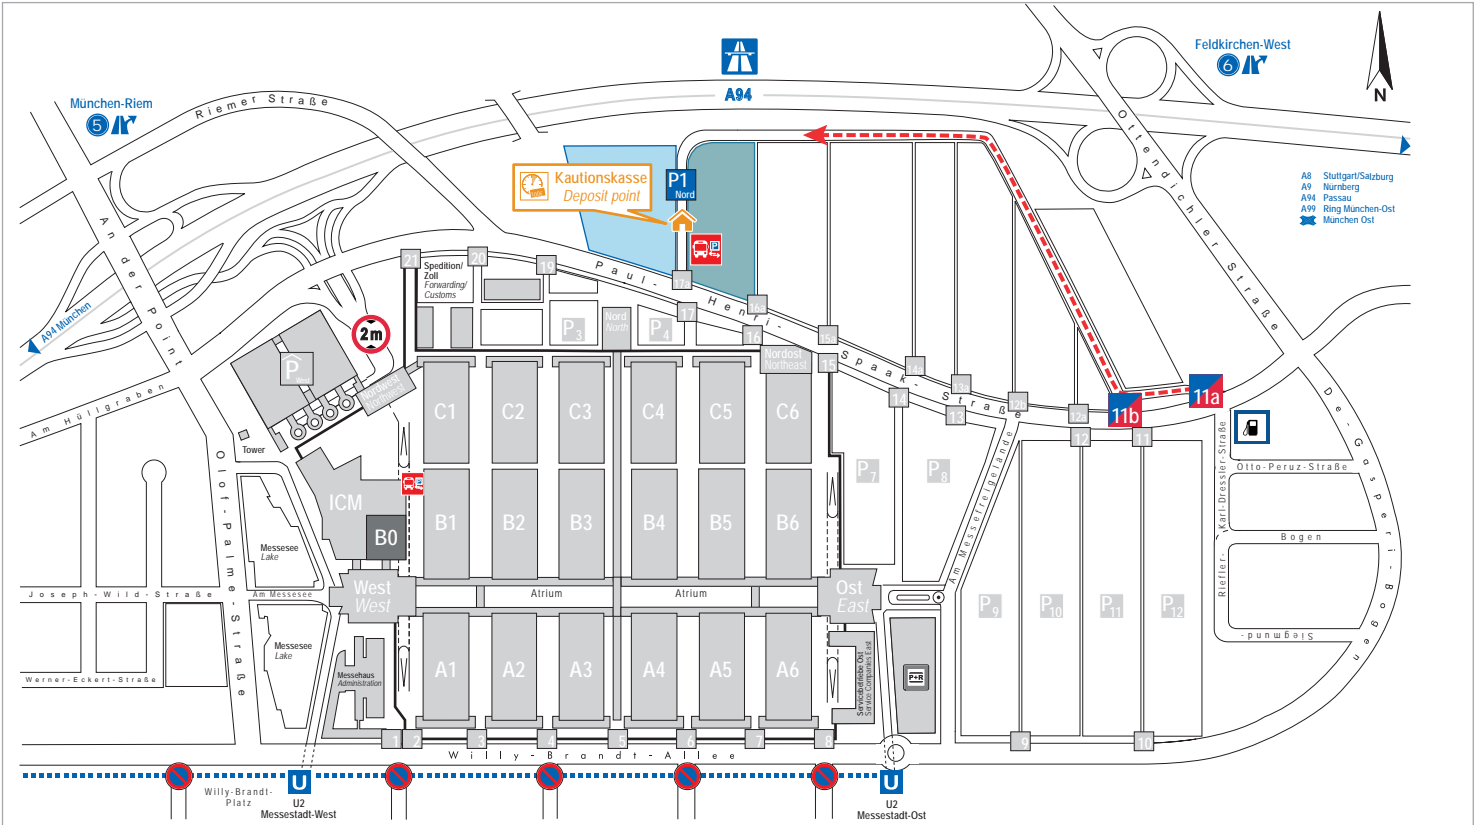 Feldkirchen-West
6
A94
N
München-Riem
5
Riemer Straße
Ottendichler Straße
A8 Stuttgart/Salzburg
A9 Nürnberg
A94 Passau
A99 Ring München-Ost
München Ost
Kautionskasse
Deposit point
P1
Nord
P
An der Point
A94 München
Am Hüllgraben
21
20
19
Spedition/
Zoll
Forwarding/
Customs
Paul-Henri-Spaak-Straße
17a
17
16a
16
15a
15
14a
14
13a
13
12b
12a
12
11b
11a
11
2m
P
West
P3
Nord
North
P4
Nordost
Northeast
Nordwest
Northwest
Tower
C1
C2
C3
C4
C5
C6
P7
P8
Am Messefreigelände
Karl-Dressler-Straße
Otto-Peruz-Straße
De-Gasperi-Bogen
Olof-Palme-Straße
ICM
B0
B1
B2
B3
B4
B5
B6
Bogen
Riefler-
Siegmund-
Messesee
Lake
Joseph-Wild-Straße
Am Messesee
West
West
Atrium
Atrium
Ost
East
P9
P10
P11
P12
Messesee
Lake
Werner-Eckert-Straße
Messehaus
Administration
A1
A2
A3
A4
A5
A6
Servicebetriebe Ost
Service Companies East
P+R
1
2
3
4
5
6
7
8
9
10
Willy-Brandt-Allee
Willy-Brandt-
Platz
U
U2
Messestadt-West
U
U2
Messestadt-Ost